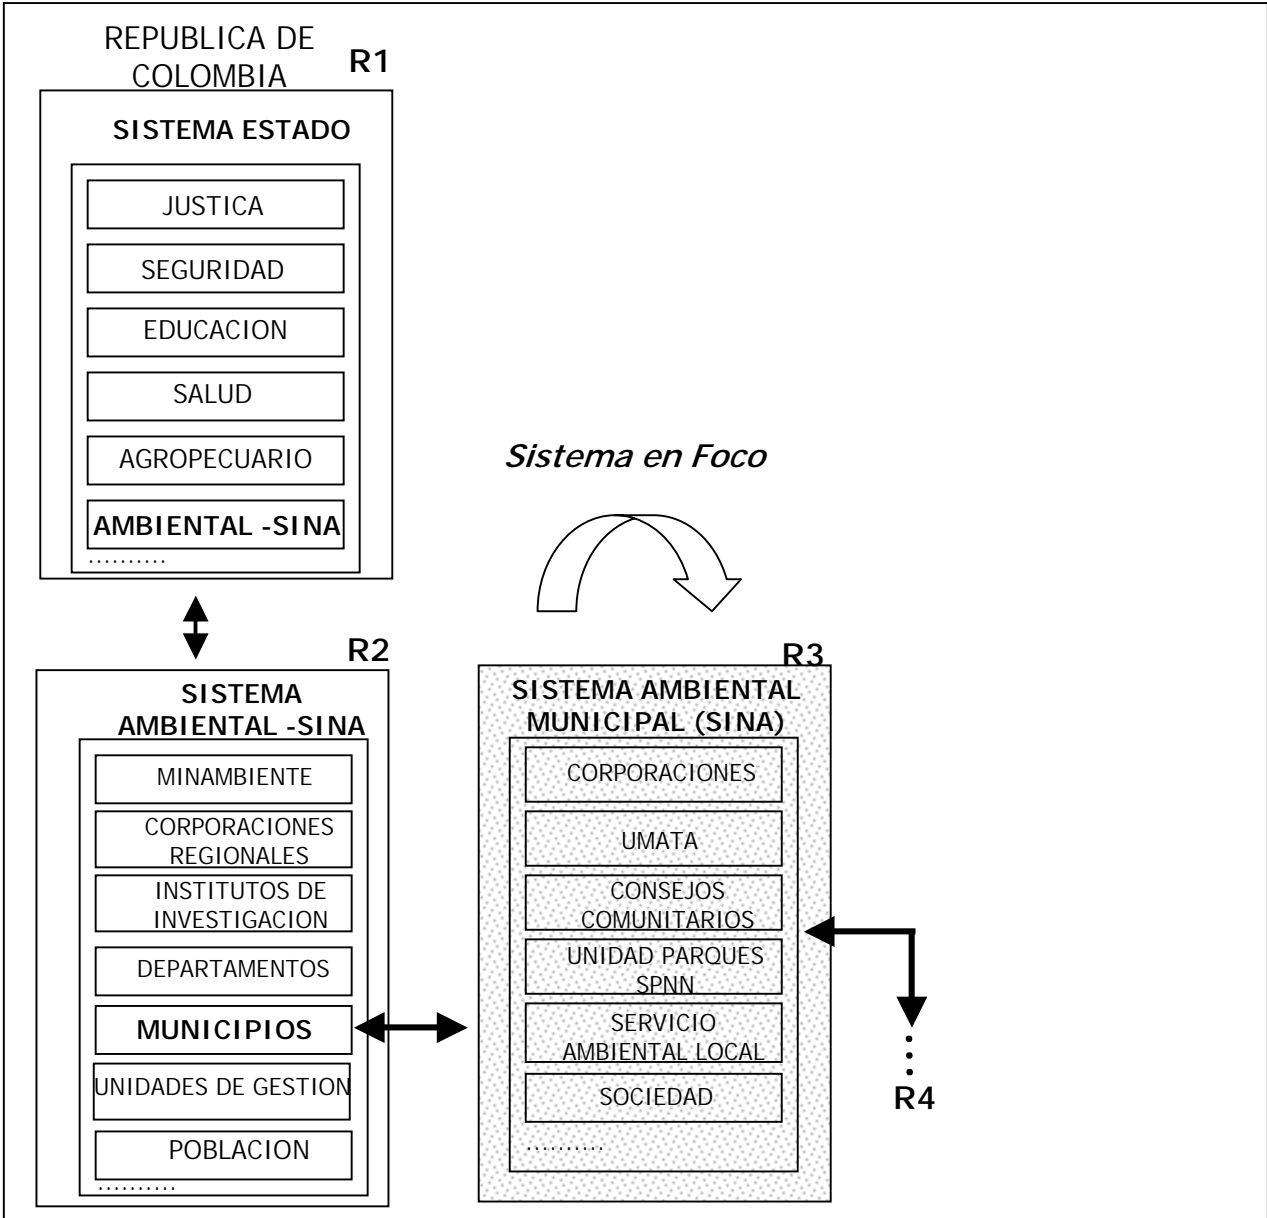 REPUBLICA DE
COLOMBIA
R1
SISTEMA ESTADO
JUSTICA
SEGURIDAD
EDUCACION
SALUD
AGROPECUARIO
AMBIENTAL -SINA
..........
Sistema en Foco
R2
SISTEMA
AMBIENTAL -SINA
MINAMBIENTE
CORPORACIONES
REGIONALES
INSTITUTOS DE
INVESTIGACION
DEPARTAMENTOS
MUNICIPIOS
UNIDADES DE GESTION
POBLACION
..........
R3
SISTEMA AMBIENTAL
MUNICIPAL (SINA)
CORPORACIONES
UMATA
CONSEJOS
COMUNITARIOS
UNIDAD PARQUES
SPNN
SERVICIO
AMBIENTAL LOCAL
SOCIEDAD
..........
R4